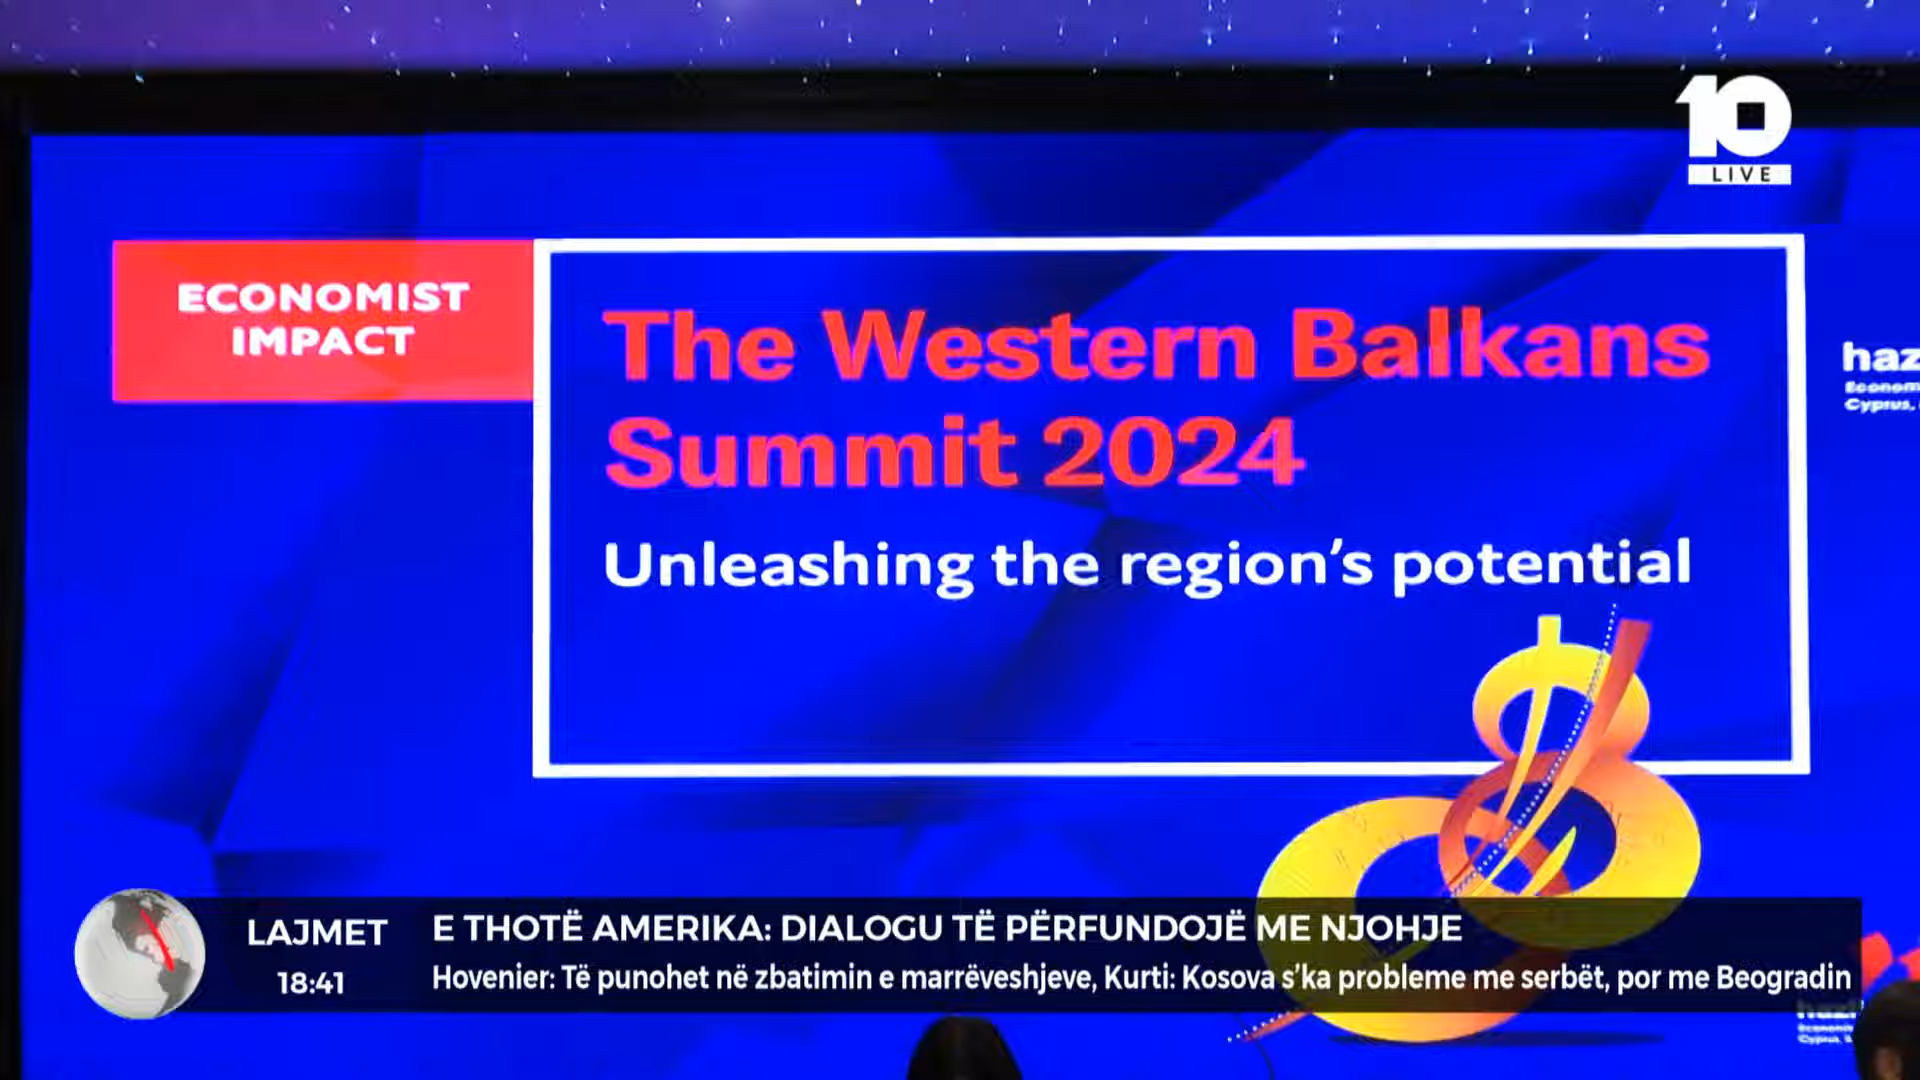 10
LIVE
ECONOMIST
IMPACT
The Western Balkans
Summit 2024
Unleashing the region's potential
LAJMET
18:41
E THOTË AMERIKA: DIALOGU TË PËRFUNDOJË ME NJOHJE
Hovenier: Të punohet në zbatimin e marrëveshjeve, Kurti: Kosova s'ka probleme me serbët, por me Beogradin
Cyprus,